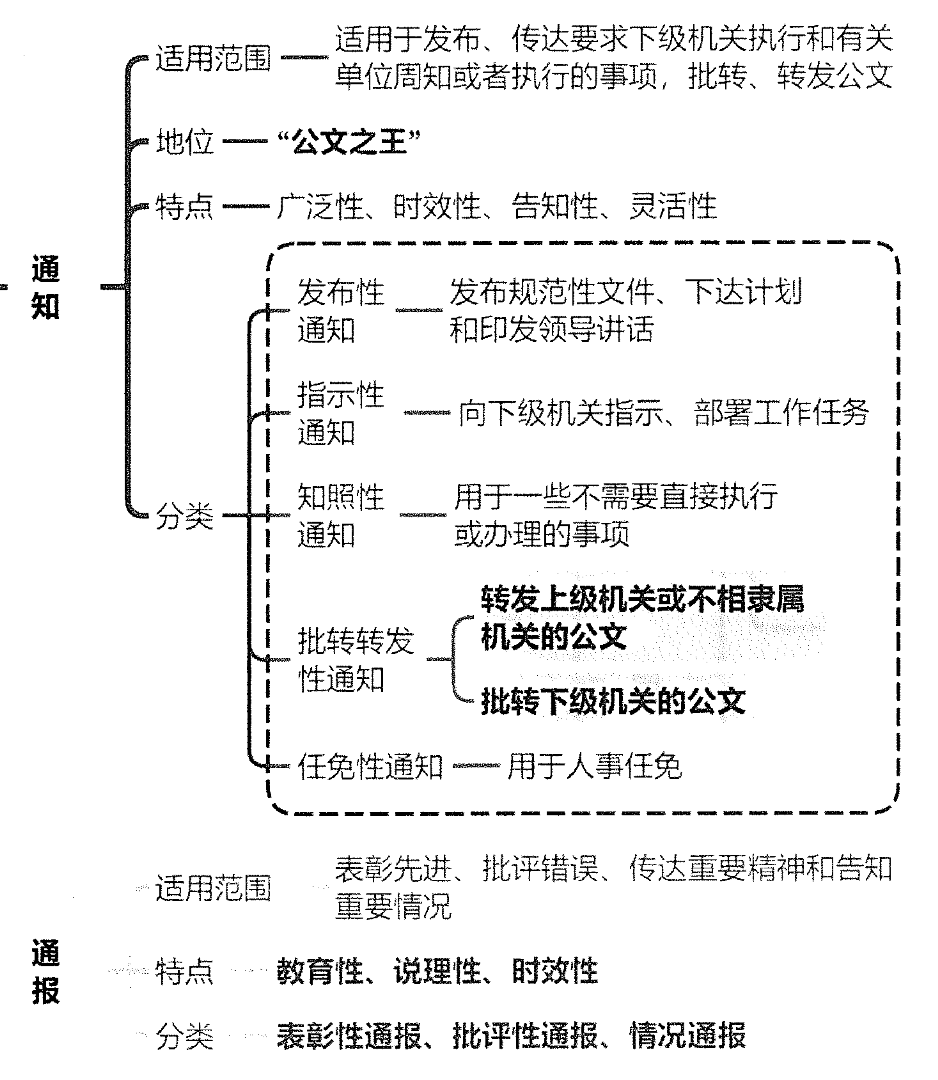 适用范围
适用于发布、传达要求下级机关执行和有关
单位周知或者执行的事项，批转、转发公文
地位
“公文之王”
特点
广泛性、时效性、告知性、灵活性
通
知
分类
发布性
通知
发布规范性文件、下达计划
和印发领导讲话
指示性
通知
向下级机关指示、部署工作任务
知照性
通知
用于一些不需要直接执行
或办理的事项
批转转发
性通知
转发上级机关或不相隶属
机关的公文
批转下级机关的公文
任免性通知
用于人事任免
通
报
适用范围
表彰先进、批评错误、传达重要精神和告知
重要情况
特点
教育性、说理性、时效性
分类
表彰性通报、批评性通报、情况通报